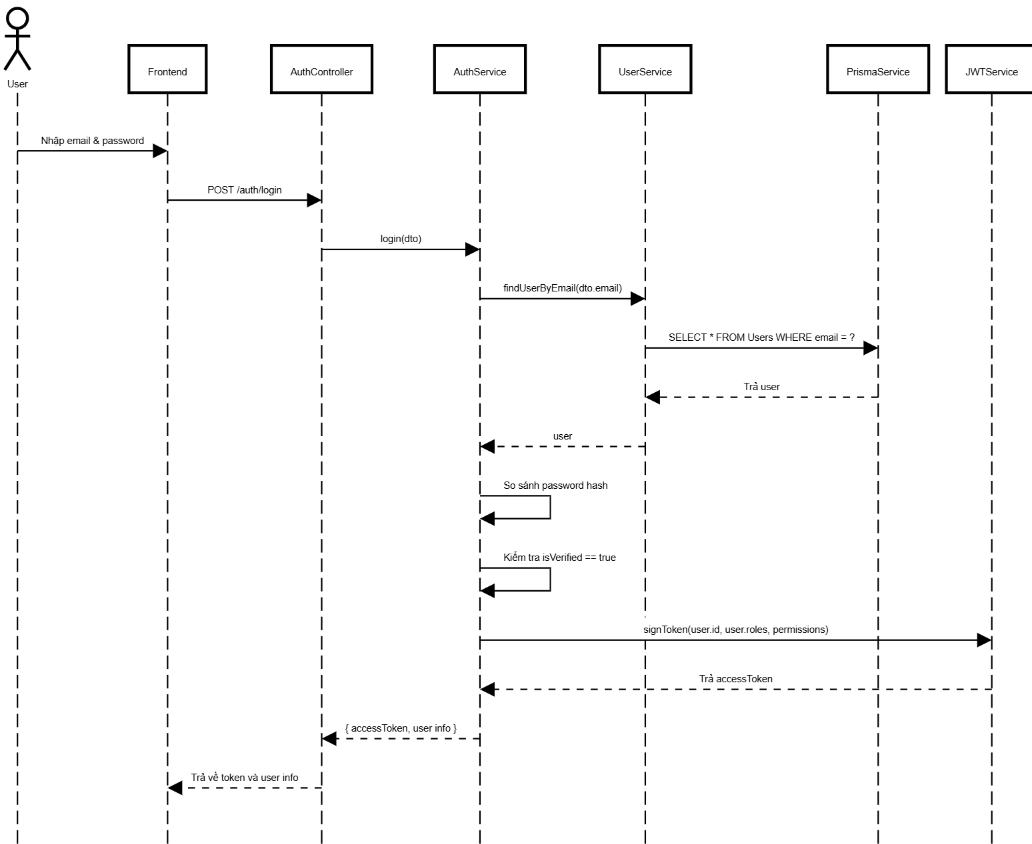 User
Frontend
AuthController
AuthService
UserService
PrismaService
JWTService
Nhập email & password
POST /auth/login
login(dto)
findUserByEmail(dto.email)
SELECT * FROM Users WHERE email = ?
Trả user
user
So sánh password hash
Kiểm tra isVerified == true
signToken(user.id, user.roles, permissions)
Trả accessToken
{ accessToken, user info }
Trả về token và user info